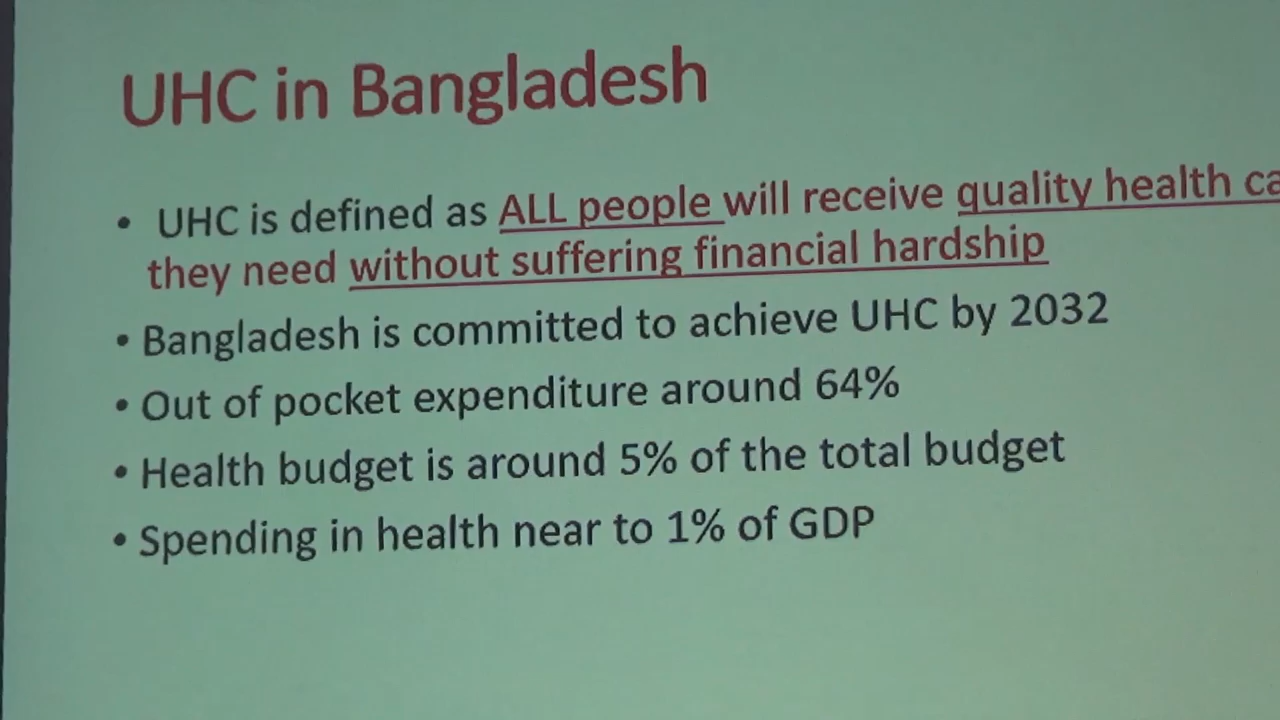 UHC in Bangladesh
• UHC is defined as ALL people will receive quality health
they need without suffering financial hardship
• Bangladesh is committed to achieve UHC by 2032
• Out of pocket expenditure around 64%
• Health budget is around 5% of the total budget
• Spending in health near to 1% of GDP